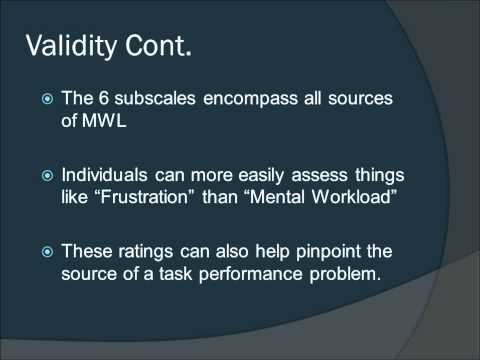 Validity Cont.
The 6 subscales encompass all sources
of MWL
Individuals can more easily assess things
like “Frustration” than “Mental Workload”
These ratings can also help pinpoint the
source of a task performance problem.